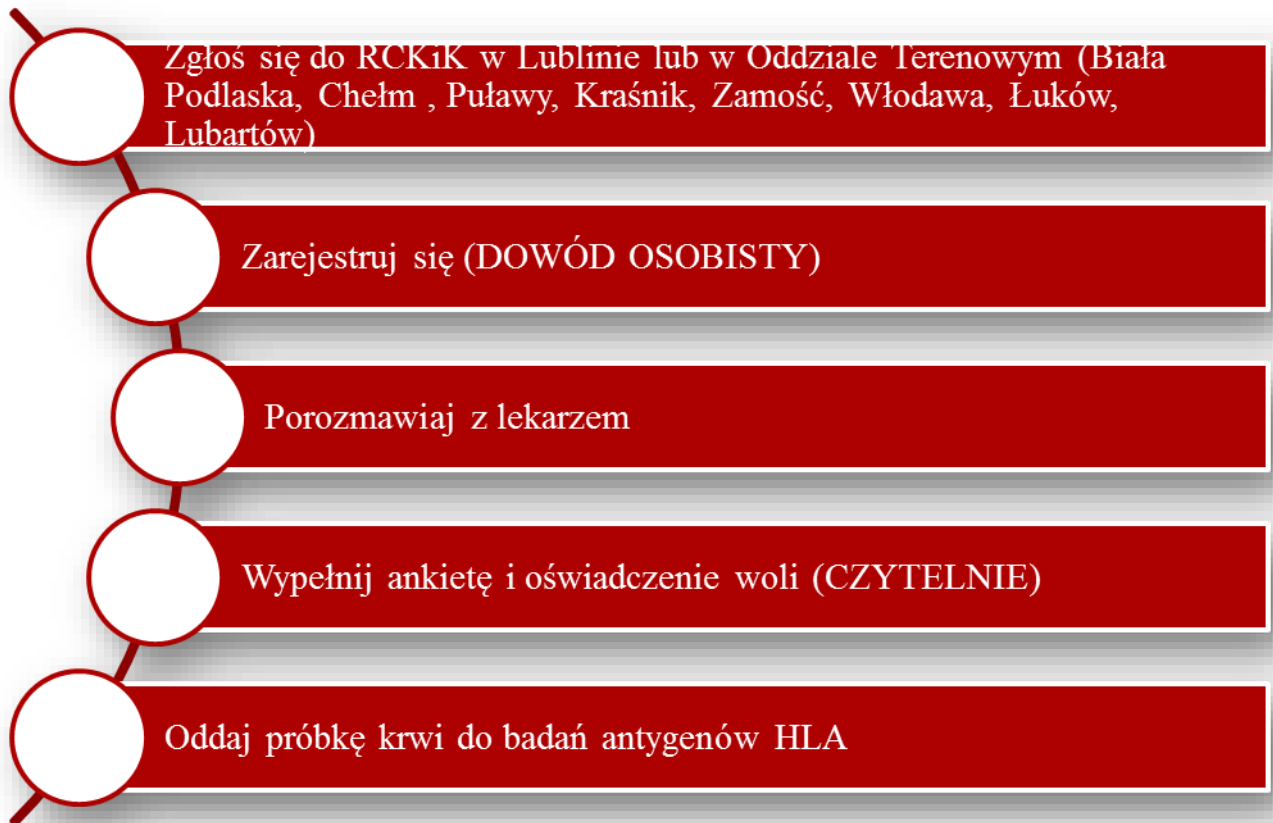 Zgłoś się do RCKiK w Lublinie lub w Oddziale Terenowym (Biała
Podlaska, Chełm , Puławy, Kraśnik, Zamość, Włodawa, Łuków,
Lubartów)
Zarejestruj się (DOWÓD OSOBISTY)
Porozmawiaj z lekarzem
Wypełnij ankietę i oświadczenie woli (CZYTELNIE)
Oddaj próbkę krwi do badań antygenów HLA